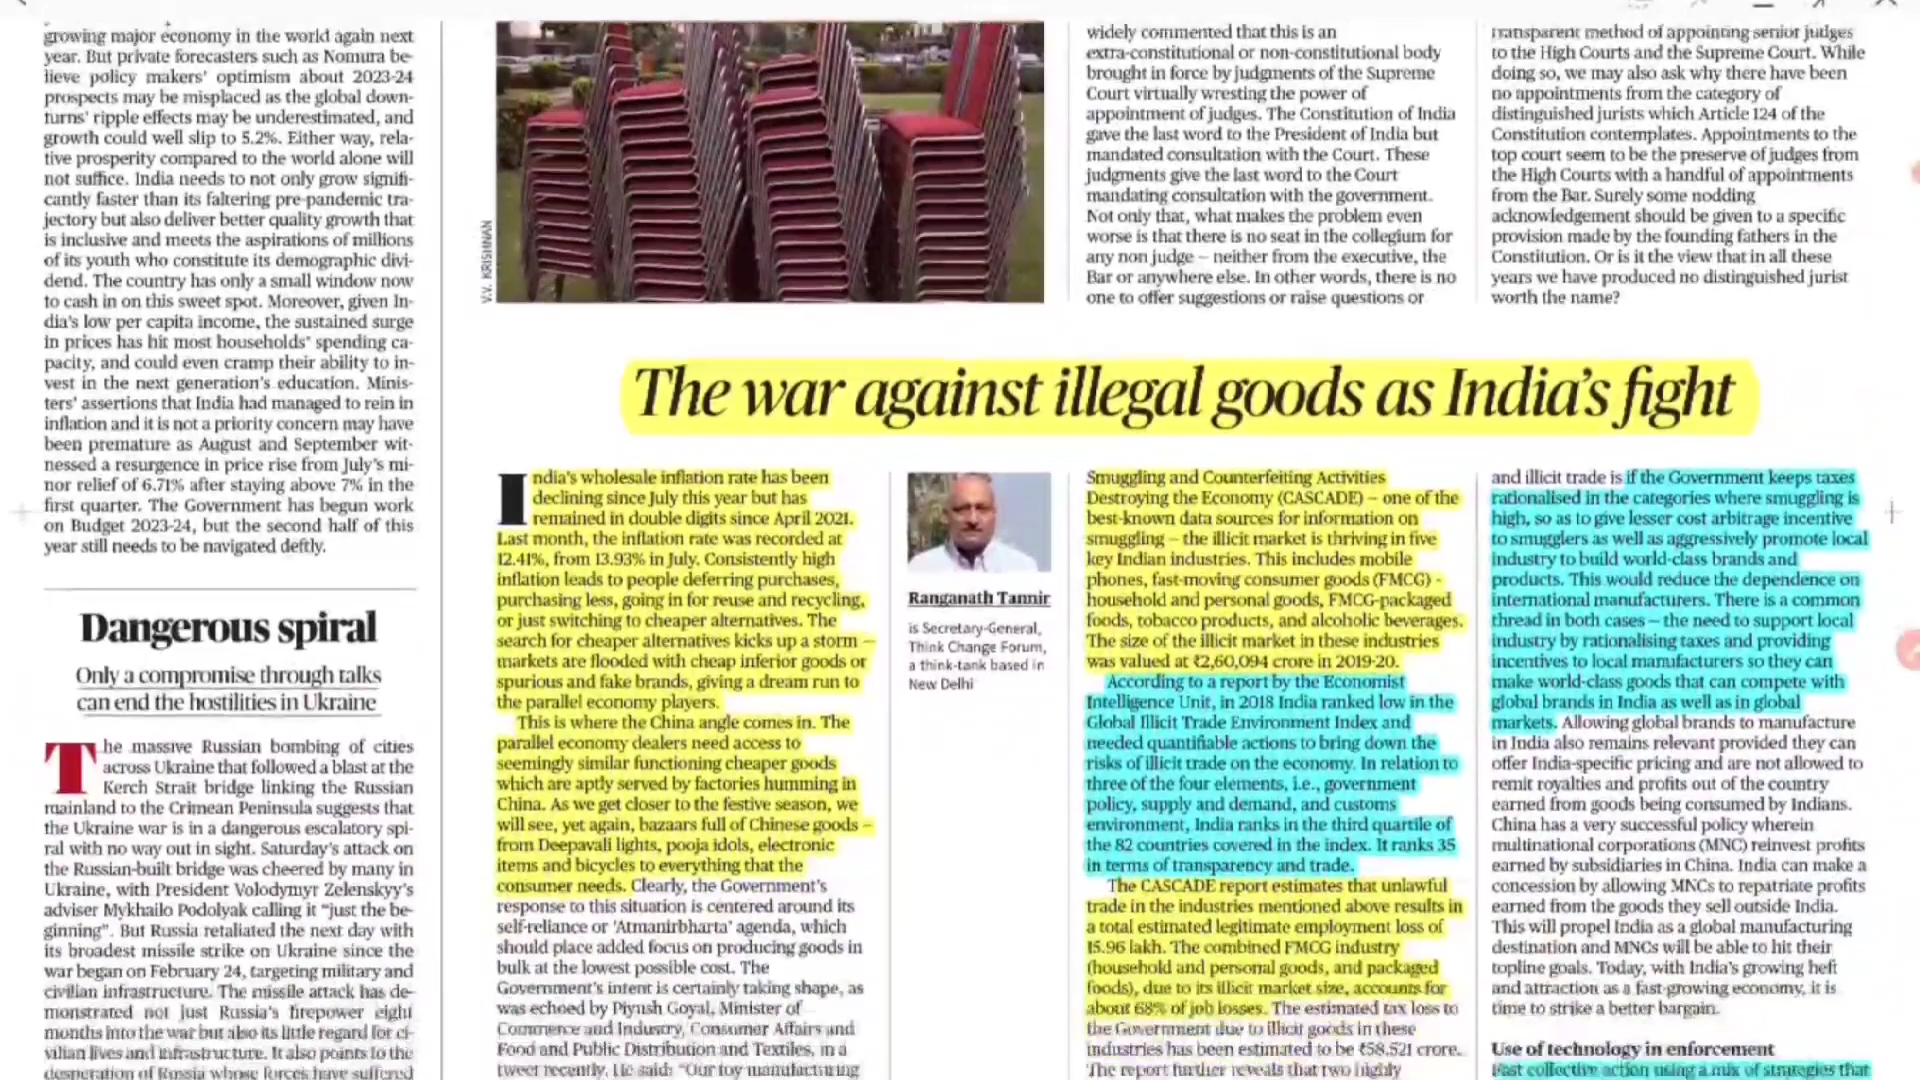 growing major economy in the world again next
year. But private forecasters such as Nomura be-
lieve policy makers' optimism about 2023-24
prospects may be misplaced as the global down-
turns' ripple effects may be underestimated, and
growth could well slip to 5.2%. Either way, rela-
tive prosperity compared to the world alone will
not suffice. India needs to not only grow signifi-
cantly faster than its faltering pre-pandemic tra-
jectory but also deliver better quality growth that
is inclusive and meets the aspirations of millions
of its youth who constitute its demographic divi-
dend. The country has only a small window now
to cash in on this sweet spot. Moreover, given In-
dia's low per capita income, the sustained surge
in prices has hit most households' spending ca-
pacity, and could even cramp their ability to in-
vest in the next generation's education. Minis-
ters' assertions that India had managed to rein in
inflation and it is not a priority concern may have
been premature as August and September wit-
nessed a resurgence in price rise from July's mi-
nor relief of 6.71% after staying above 7% in the
first quarter. The Government has begun work
on Budget 2023-24, but the second half of this
year still needs to be navigated deftly.
Dangerous spiral
Only a compromise through talks
can end the hostilities in Ukraine
The massive Russian bombing of cities
across Ukraine that followed a blast at the
Kerch Strait bridge linking the Russian
mainland to the Crimean Peninsula suggests that
the Ukraine war is in a dangerous escalatory spi-
ral with no way out in sight. Saturday's attack on
the Russian-built bridge was cheered by many in
Ukraine, with President Volodymyr Zelenskyy's
adviser Mykhailo Podolyak calling it "just the be-
ginning". But Russia retaliated the next day with
its broadest missile strike on Ukraine since the
war began on February 24, targeting military and
civilian infrastructure. The missile attack has de-
monstrated not just Russia's firepower eight
months into the war but also its little regard for ci-
vilian lives and infrastructure. It also points to the
desperation of Russia whose forces have suffered
V.V. KRISHNAN
widely commented that this is an
extra-constitutional or non-constitutional body
brought in force by judgments of the Supreme
Court virtually wresting the power of
appointment of judges. The Constitution of India
gave the last word to the President of India but
mandated consultation with the Court. These
judgments give the last word to the Court
mandating consultation with the government.
Not only that, what makes the problem even
worse is that there is no seat in the collegium for
any non judge – neither from the executive, the
Bar or anywhere else. In other words, there is no
one to offer suggestions or raise questions or
transparent method of appointing senior judges
to the High Courts and the Supreme Court. While
doing so, we may also ask why there have been
no appointments from the category of
distinguished jurists which Article 124 of the
Constitution contemplates. Appointments to the
top court seem to be the preserve of judges from
the High Courts with a handful of appointments
from the Bar. Surely some nodding
acknowledgement should be given to a specific
provision made by the founding fathers in the
Constitution. Or is it the view that in all these
years we have produced no distinguished jurist
worth the name?
The war against illegal goods as India's fight
India's wholesale inflation rate has been
declining since July this year but has
remained in double digits since April 2021.
Last month, the inflation rate was recorded at
12.41%, from 13.93% in July. Consistently high
inflation leads to people deferring purchases,
purchasing less, going in for reuse and recycling,
or just switching to cheaper alternatives. The
search for cheaper alternatives kicks up a storm –
markets are flooded with cheap inferior goods or
spurious and fake brands, giving a dream run to
the parallel economy players.
This is where the China angle comes in. The
parallel economy dealers need access to
seemingly similar functioning cheaper goods
which are aptly served by factories humming in
China. As we get closer to the festive season, we
will see, yet again, bazaars full of Chinese goods –
from Deepavali lights, pooja idols, electronic
items and bicycles to everything that the
consumer needs. Clearly, the Government's
response to this situation is centered around its
self-reliance or 'Atmanirbharta' agenda, which
should place added focus on producing goods in
bulk at the lowest possible cost. The
Government's intent is certainly taking shape, as
was echoed by Piyush Goyal, Minister of
Commerce and Industry, Consumer Affairs and
Food and Public Distribution and Textiles, in a
tweet recently. He said: "Our toy manufacturing
Ranganath Tannir
is Secretary-General,
Think Change Forum,
a think-tank based in
New Delhi
Smuggling and Counterfeiting Activities
Destroying the Economy (CASCADE) – one of the
best-known data sources for information on
smuggling – the illicit market is thriving in five
key Indian industries. This includes mobile
phones, fast-moving consumer goods (FMCG) -
household and personal goods, FMCG-packaged
foods, tobacco products, and alcoholic beverages.
The size of the illicit market in these industries
was valued at ₹2,60,094 crore in 2019-20.
According to a report by the Economist
Intelligence Unit, in 2018 India ranked low in the
Global Illicit Trade Environment Index and
needed quantifiable actions to bring down the
risks of illicit trade on the economy. In relation to
three of the four elements, i.e., government
policy, supply and demand, and customs
environment, India ranks in the third quartile of
the 82 countries covered in the index. It ranks 35
in terms of transparency and trade.
The CASCADE report estimates that unlawful
trade in the industries mentioned above results in
a total estimated legitimate employment loss of
15.96 lakh. The combined FMCG industry
(household and personal goods, and packaged
foods), due to its illicit market size, accounts for
about 68% of job losses. The estimated tax loss to
the Government due to illicit goods in these
industries has been estimated to be ₹58,521 crore.
The report further reveals that two highly
and illicit trade is if the Government keeps taxes
rationalised in the categories where smuggling is
high, so as to give lesser cost arbitrage incentive
to smugglers as well as aggressively promote local
industry to build world-class brands and
products. This would reduce the dependence on
international manufacturers. There is a common
thread in both cases – the need to support local
industry by rationalising taxes and providing
incentives to local manufacturers so they can
make world-class goods that can compete with
global brands in India as well as in global
markets. Allowing global brands to manufacture
in India also remains relevant provided they can
offer India-specific pricing and are not allowed to
remit royalties and profits out of the country
earned from goods being consumed by Indians.
China has a very successful policy wherein
multinational corporations (MNC) reinvest profits
earned by subsidiaries in China. India can make a
concession by allowing MNCs to repatriate profits
earned from the goods they sell outside India.
This will propel India as a global manufacturing
destination and MNCs will be able to hit their
topline goals. Today, with India's growing heft
and attraction as a fast-growing economy, it is
time to strike a better bargain.
Use of technology in enforcement
Fast collective action using a mix of strategies that